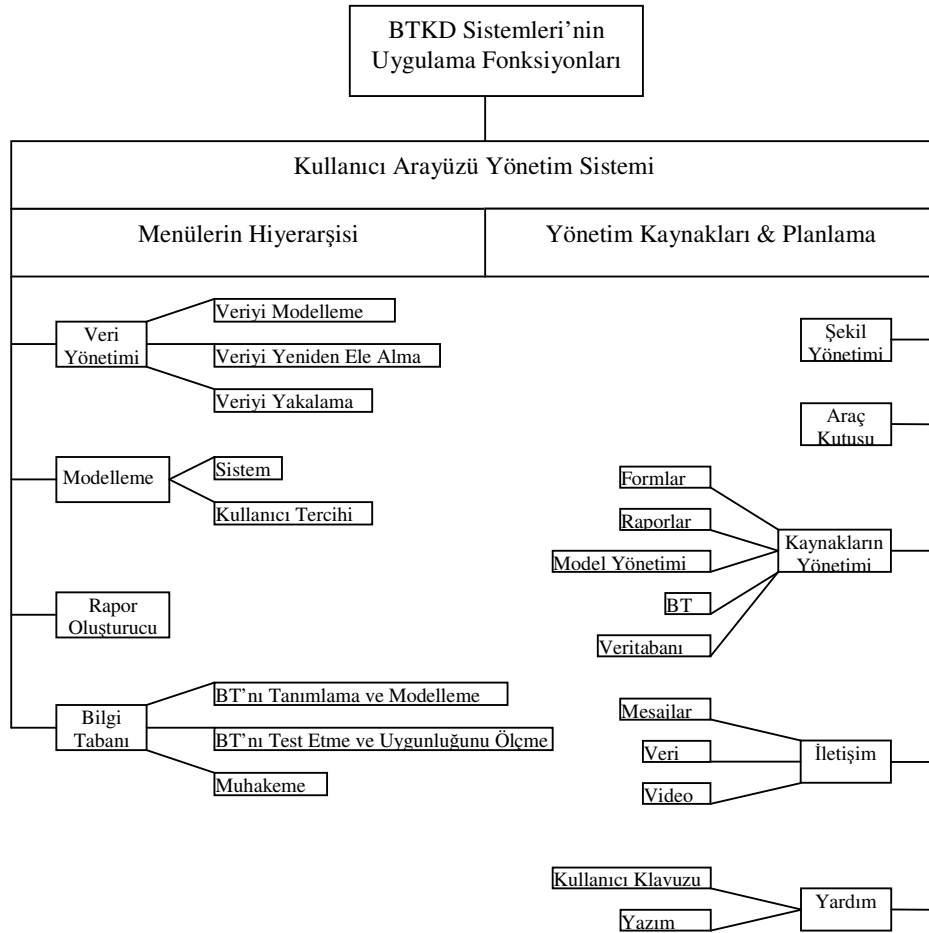 BTKD Sistemleri’nin
Uygulama Fonksiyonları
Kullanıcı Arayüzü Yönetim Sistemi
Menülerin Hiyerarşisi
Yönetim Kaynakları & Planlama
Veri
Yönetimi
Veriyi Modelleme
Veriyi Yeniden Ele Alma
Veriyi Yakalama
Modelleme
Sistem
Kullanıcı Tercihi
Rapor
Oluşturucu
Bilgi
Tabanı
BT’nı Tanımlama ve Modelleme
BT’nı Test Etme ve Uygunluğunu Ölçme
Muhakeme
Şekil
Yönetimi
Araç
Kutusu
Formlar
Raporlar
Model Yönetimi
BT
Veritabanı
Kaynakların
Yönetimi
Mesajlar
Veri
Video
İletişim
Kullanıcı Klavuzu
Yazım
Yardım